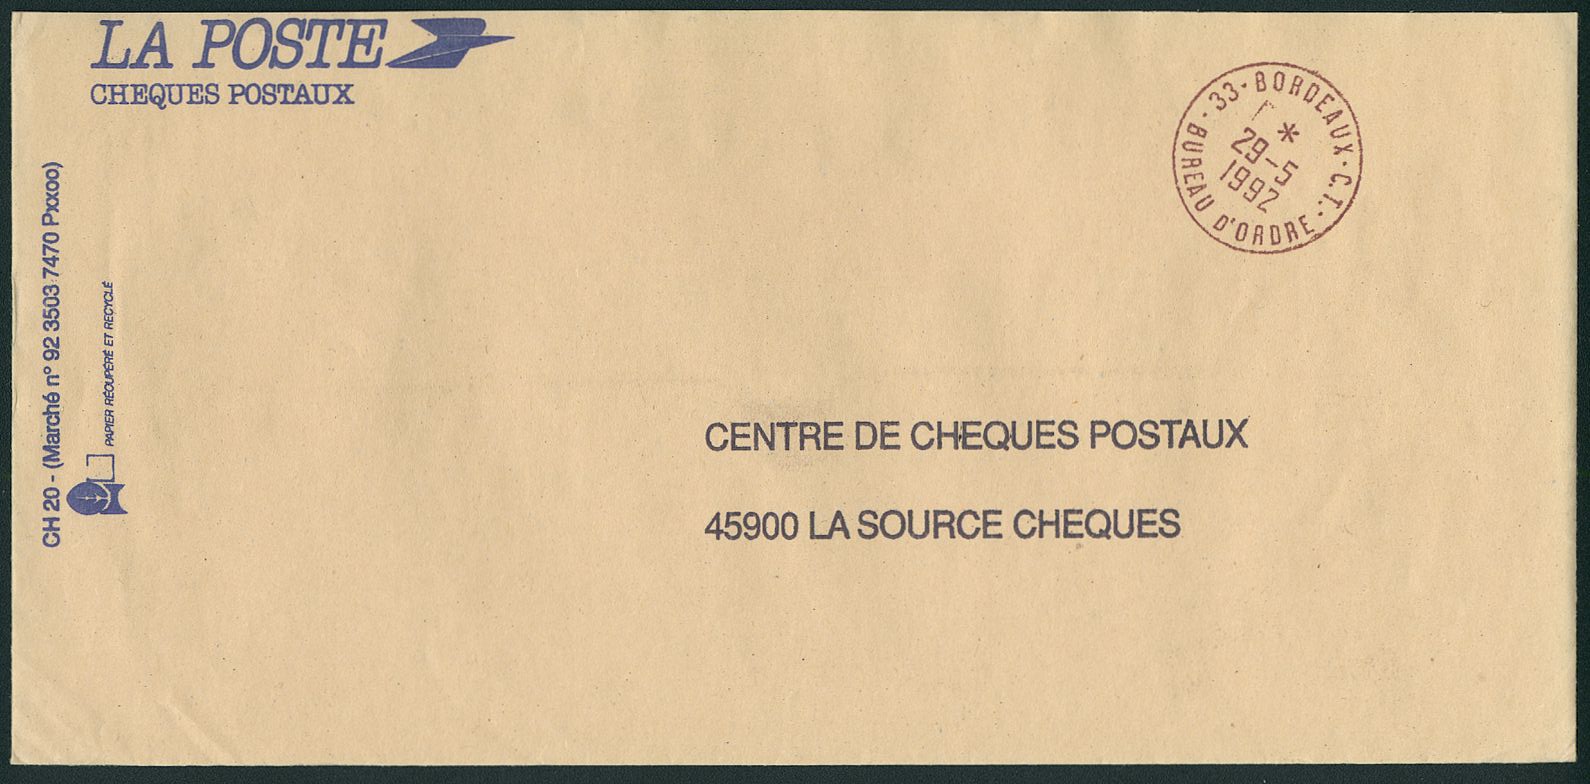 LA POSTE
CHEQUES POSTAUX
33 - BORDEAUX - C.T. - BUREAU D'ORDRE -
*
29-5
1992
CH 20 - (Marché n° 92 3503 7470 Pxxoo)
PAPIER RÉCUPÉRÉ ET RECYCLÉ
CENTRE DE CHEQUES POSTAUX
45900 LA SOURCE CHEQUES